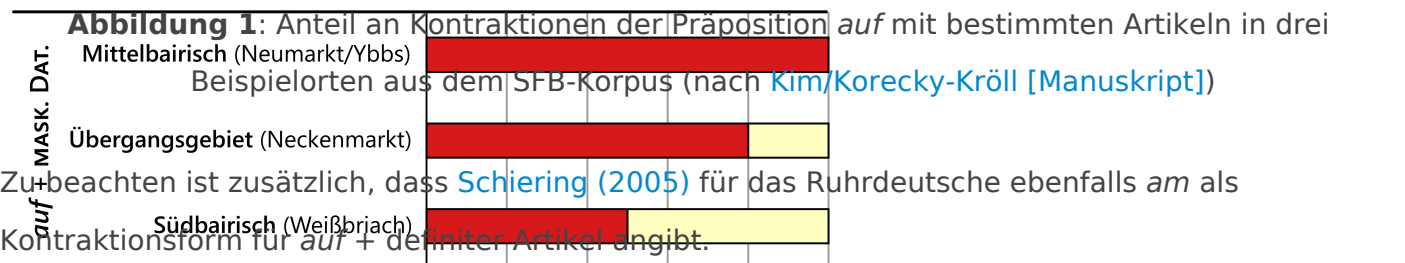 Abbildung 1: Anteil an Kontraktionen der Präposition auf mit bestimmten Artikeln in drei
Mittelbairisch (Neumarkt/Ybbs)
Beispielorten aus dem SFB-Korpus (nach Kim/Korecky-Kröll [Manuskript])
auf + MASK. DAT.
Übergangsgebiet (Neckenmarkt)
Zu beachten ist zusätzlich, dass Schiering (2005) für das Ruhrdeutsche ebenfalls am als
Südbairisch (Weißbriach)
Kontraktionsform für auf + definiter Artikel angibt.